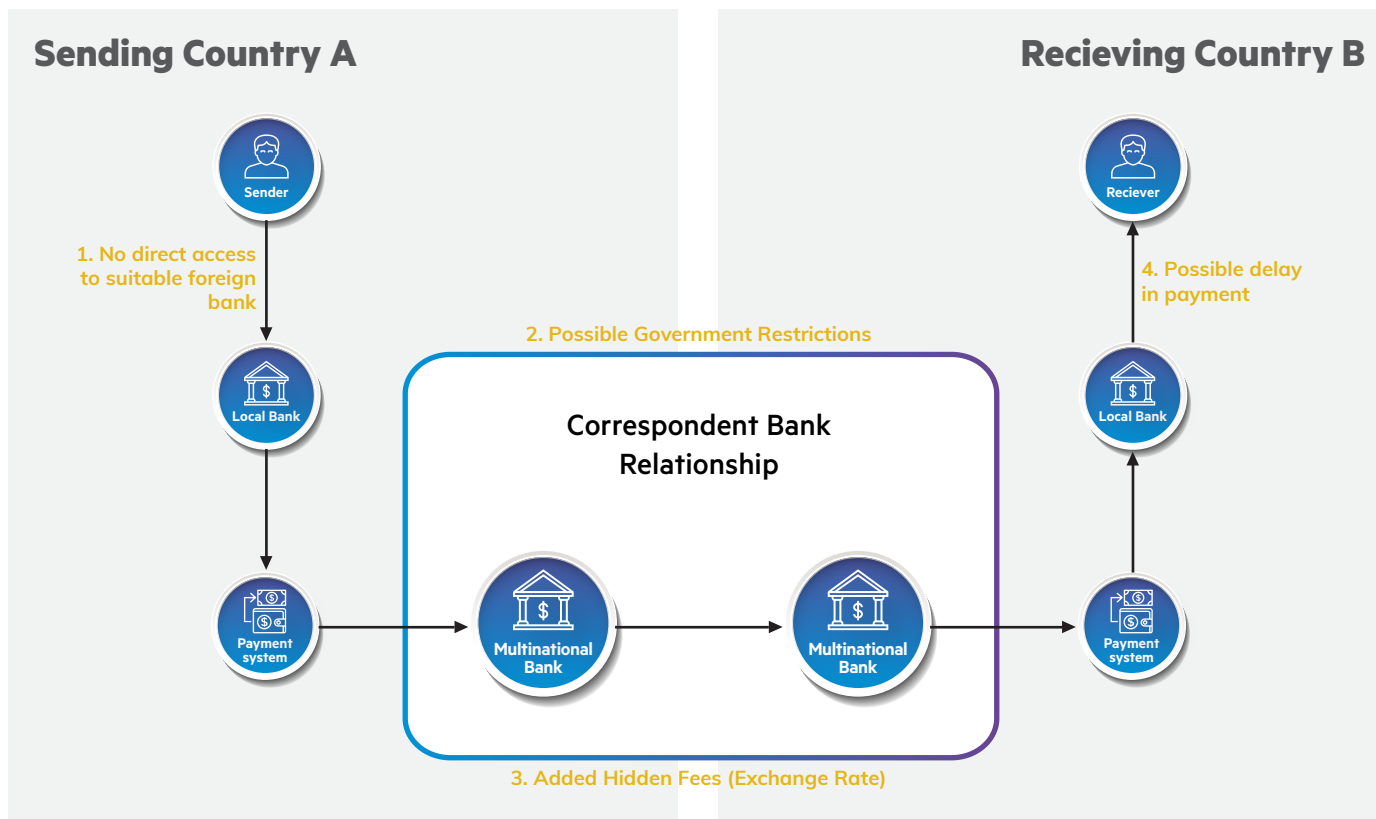 Sending Country A
Recieving Country B
Sender
1. No direct access
to suitable foreign
bank
Local Bank
Payment
system
2. Possible Government Restrictions
Correspondent Bank
Relationship
$
Multinational
Bank
$
Multinational
Bank
3. Added Hidden Fees (Exchange Rate)
Reciever
4. Possible delay
in payment
$
Local Bank
$
$
Payment
system
$
$
$